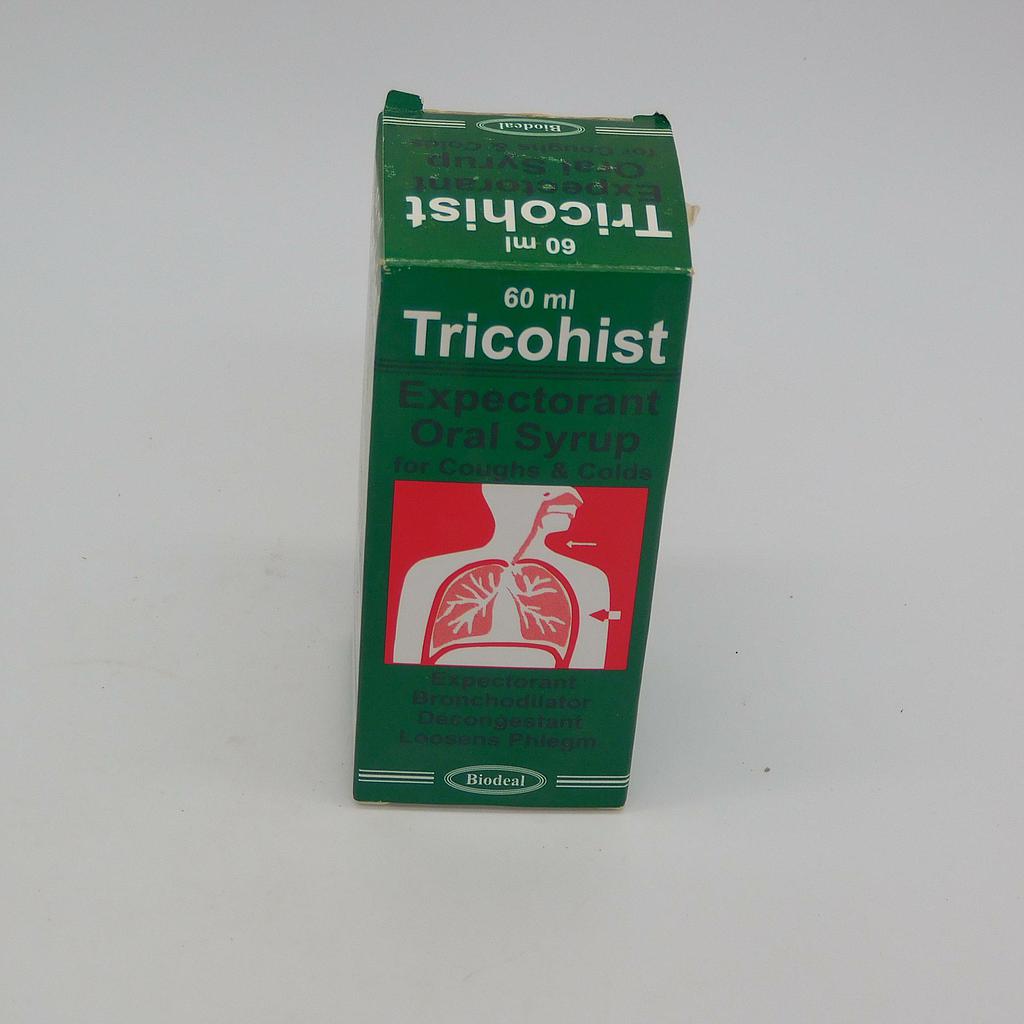 Biodeal
for Coughs & Colds
Oral Syrup
Expectorant
Tricohist
60 ml
60 ml
Tricohist
Expectorant
Oral Syrup
for Coughs & Colds
Expectorant
Bronchodilator
Decongestant
Loosens Phlegm
Biodeal